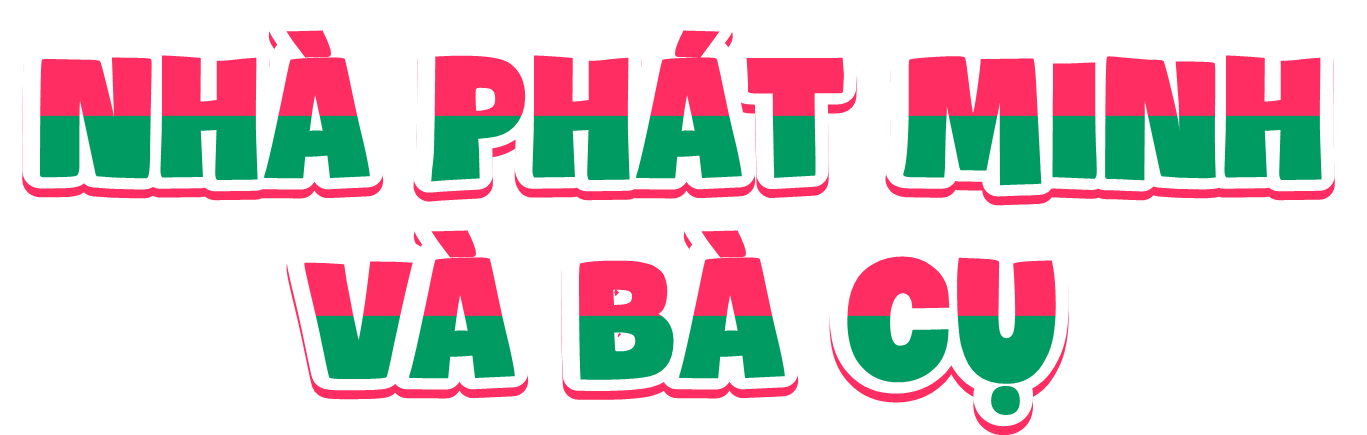 NHÀ PHÁT MINH
VÀ BÀ CỤ